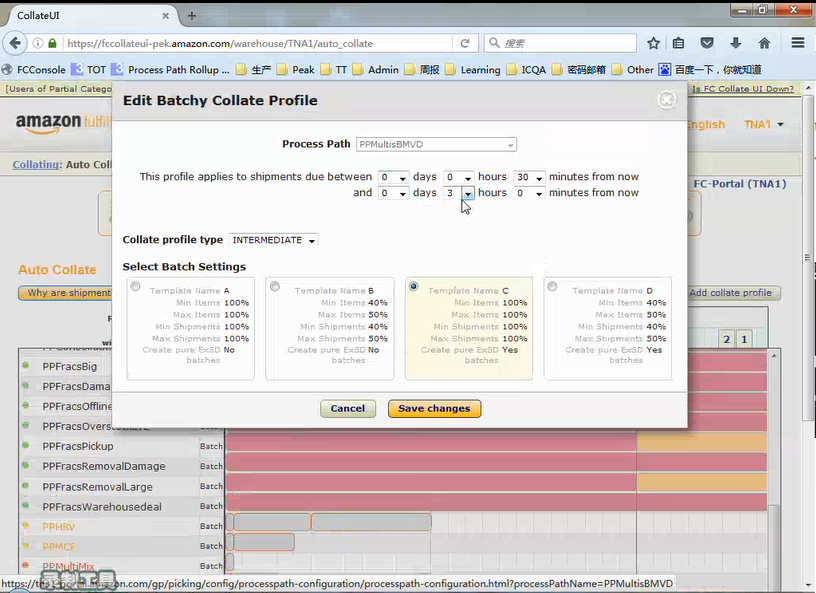 CollateUI
https://fccollateui-pek.amazon.com/warehouse/TNA1/auto_collate
搜索
FCConsole TOT Process Path Rollup ... 生产 Peak TT Admin 周报 Learning ICQA 密码邮箱 Other 百度一下，你就知道
[Users of Partial Catego
Is FC Collate UI Down?
Edit Batchy Collate Profile
amazon fulfil
English TNA1
Process Path PPMultisBMVD
Collating: Auto Coll
This profile applies to shipments due between 0 days 0 hours 30 minutes from now
FC-Portal (TNA1)
and 0 days 3 hours 0 minutes from now
Collate profile type INTERMEDIATE
Auto Collate
Select Batch Settings
Why are shipment
Add collate profile
Template Name A
Min Items 100%
Max Items 100%
Min Shipments 100%
Max Shipments 100%
Create pure ExSD No
batches
Template Name B
Min Items 40%
Max Items 50%
Min Shipments 40%
Max Shipments 50%
Create pure ExSD No
batches
Template Name C
Min Items 100%
Max Items 100%
Min Shipments 100%
Max Shipments 100%
Create pure ExSD Yes
batches
Template Name D
Min Items 40%
Max Items 50%
Min Shipments 40%
Max Shipments 50%
Create pure ExSD Yes
batches
2 1
Cancel Save changes
PPFracsBig
PPFracsDama
PPFracsOffline
PPFracsPickup Batch
PPFracsRemovalDamage Batch
PPFracsRemovalLarge Batch
PPFracsWarehousedeal Batch
PPHRV Batch
PPMCF Batch
PPMultiMix Batch
录制工具
amazon.com/gp/picking/config/processpath-configuration/processpath-configuration.html?processPathName=PPMultisBMVD